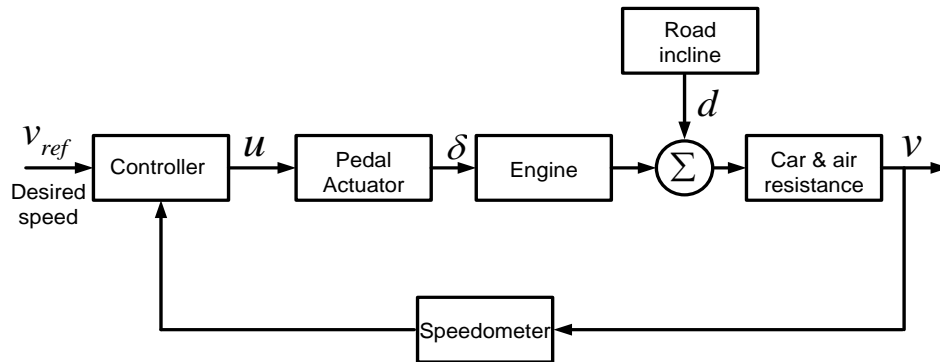 Road
incline
d
v_ref
Desired
speed
Controller
u
Pedal
Actuator
δ
Engine
Σ
Car & air
resistance
v
Speedometer